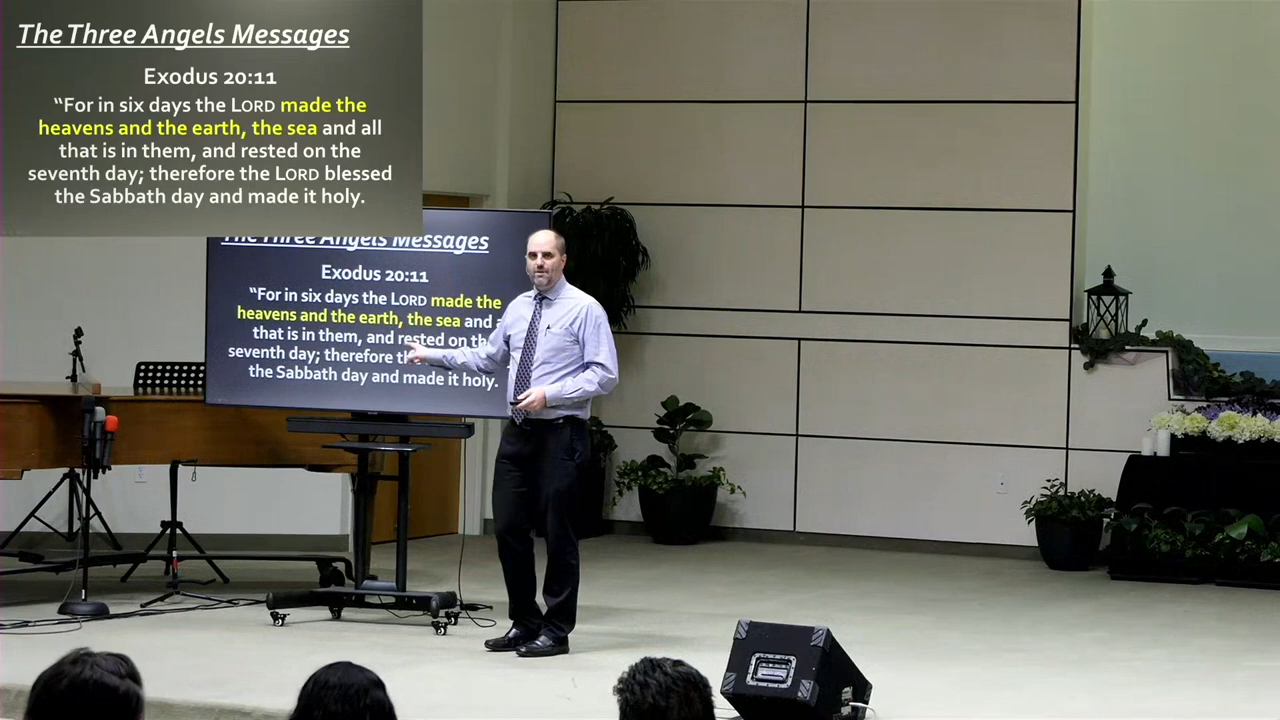 The Three Angels Messages
Exodus 20:11
“For in six days the LORD made the
heavens and the earth, the sea and all
that is in them, and rested on the
seventh day; therefore the LORD blessed
the Sabbath day and made it holy.
The Three Angels Messages
Exodus 20:11
“For in six days the LORD made the
heavens and the earth, the sea and
that is in them, and rested on
seventh day; therefore
the Sabbath day and made it holy.